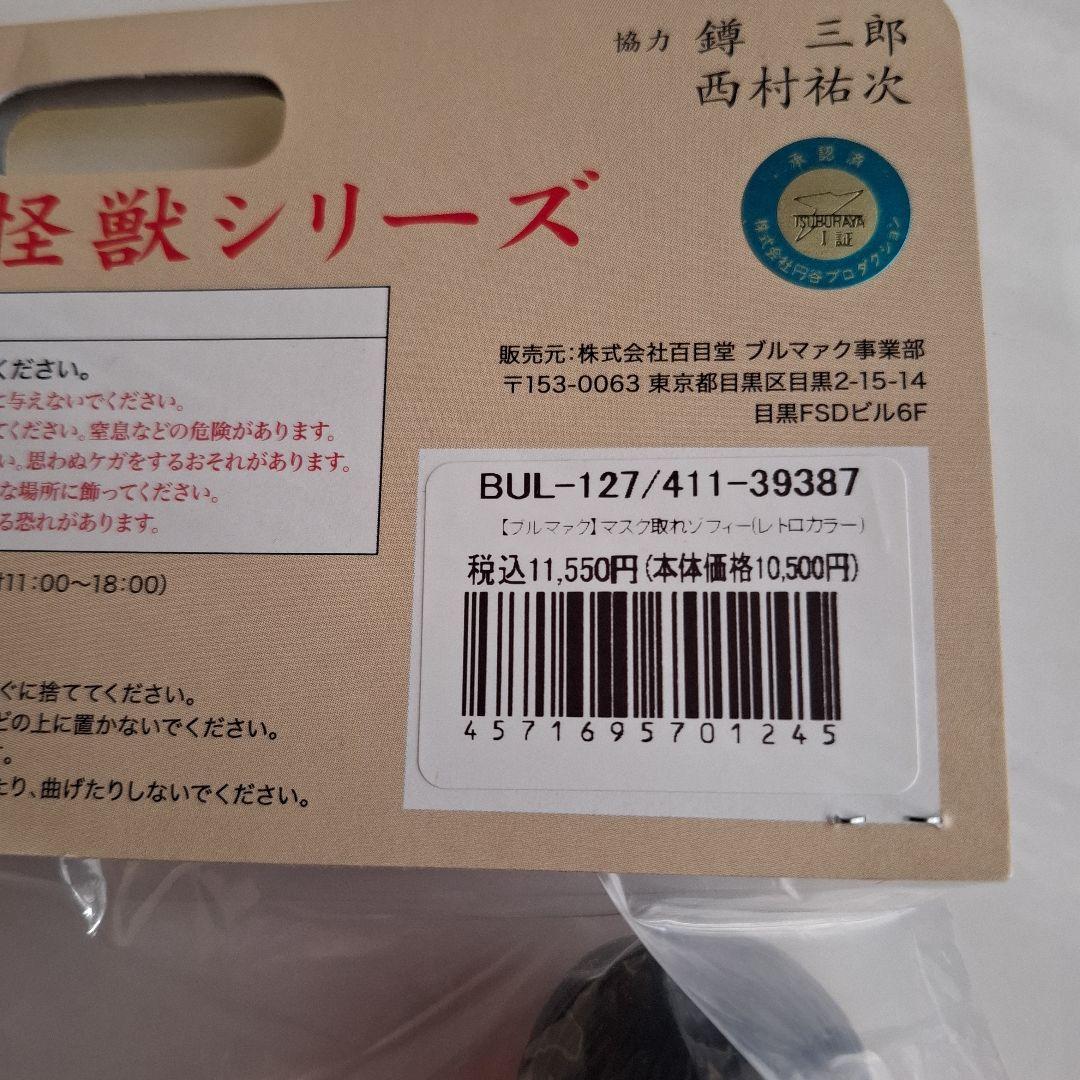 協力 鐏 三郎
西村祐次
怪獣シリーズ
承認済
TSUBURAYA
I 証
株式会社円谷プロダクション
ください。
に与えないでください。
てください。窒息などの危険があります。
い。思わぬケガをするおそれがあります。
な場所に飾ってください。
る恐れがあります。
11:00〜18:00)
ぐに捨ててください。
どの上に置かないでください。
す。
たり、曲げたりしないでください。
販売元:株式会社百目堂 ブルマァク事業部
〒153-0063 東京都目黒区目黒2-15-14
目黒FSDビル6F
BUL-127/411-39387
【ブルマァク】マスク取れゾフィー(レトロカラー)
税込11,550円(本体価格10,500円)
4571695701245